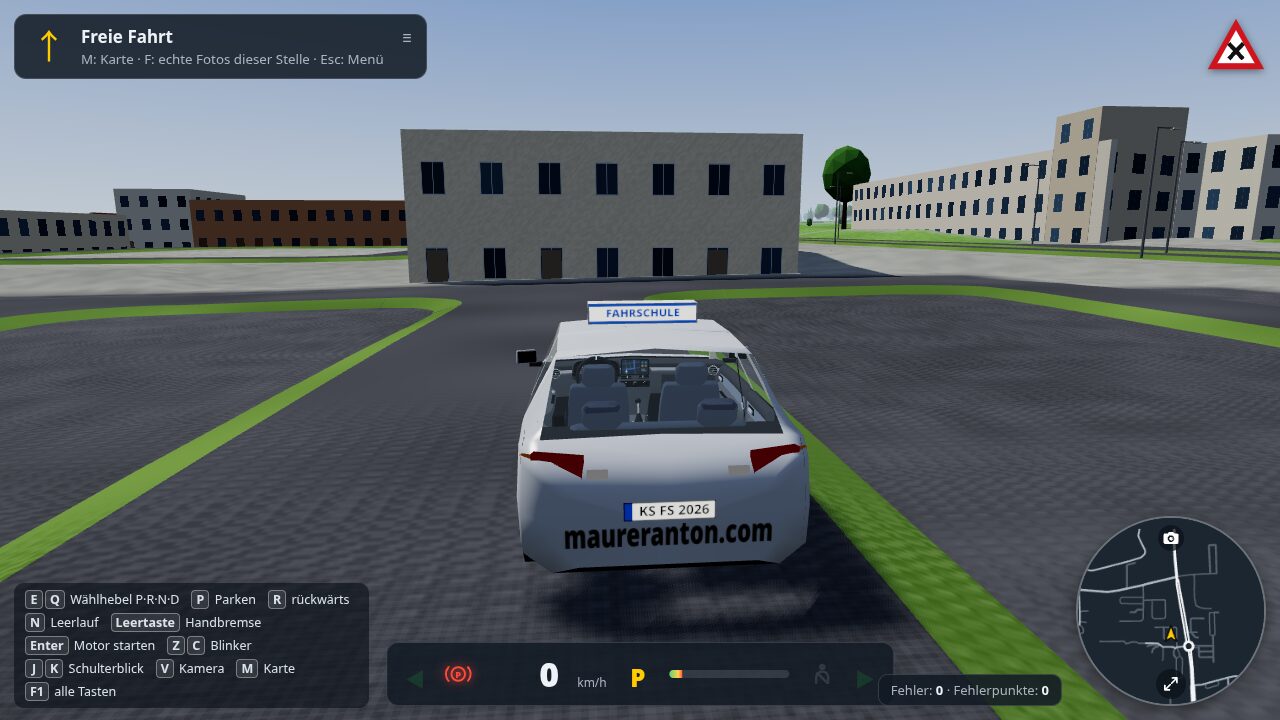 Freie Fahrt
M: Karte · F: echte Fotos dieser Stelle · Esc: Menü
FAHRSCHULE
KS FS 2026
maureranton.com
E Q Wählhebel P·R·N·D P Parken R rückwärts
N Leerlauf Leertaste Handbremse
Enter Motor starten Z C Blinker
J K Schulterblick V Kamera M Karte
F1 alle Tasten
P 0 km/h P
Fehler: 0 · Fehlerpunkte: 0